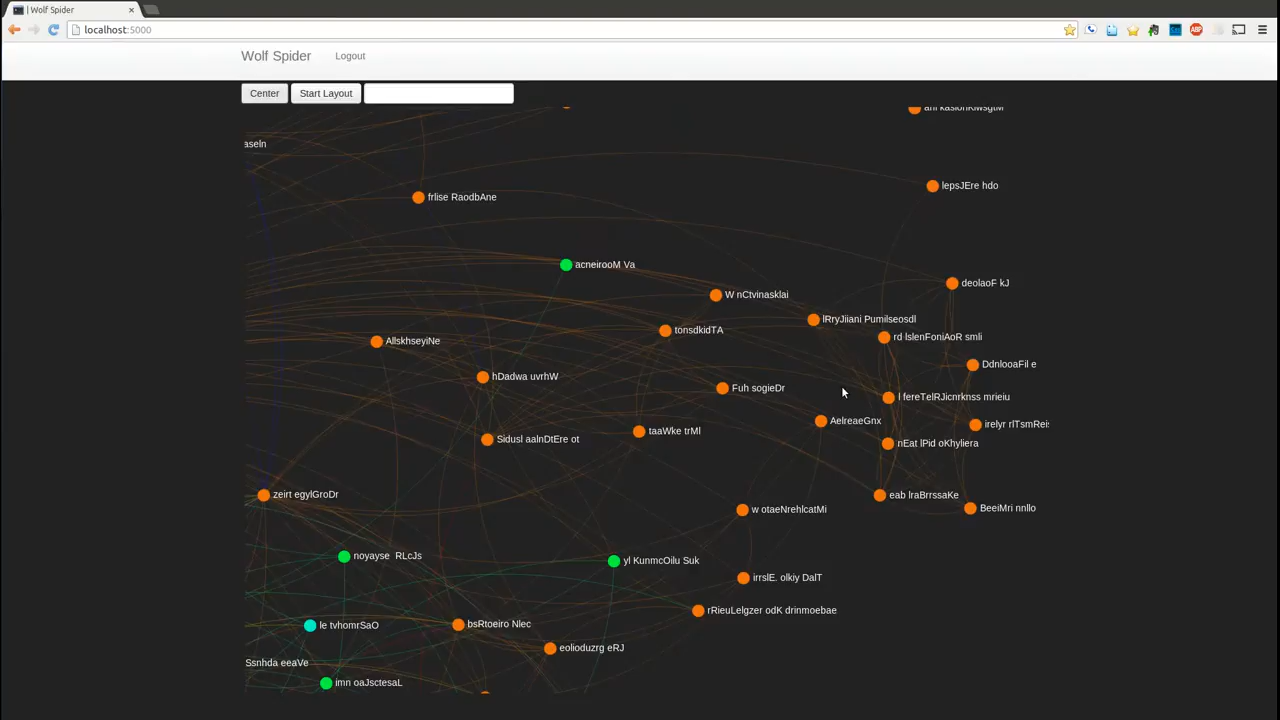 | Wolf Spider
localhost:5000
Wolf Spider
Logout
Center
Start Layout
aseln
lepsJEre hdo
frlise RaodbAne
acneirooM Va
deolaoF kJ
W nCtvinasklai
lRryJiiani Pumilseosdl
tonsdkidTA
rd lslenFoniAoR smli
AllskhseyiNe
DdnlooaFil e
hDadwa uvrhW
Fuh sogieDr
l fereTelRJicnrknss mrieiu
AelreaeGnx
irelyr rlTsmReis
taaWke trMl
Sidusl aalnDtEre ot
nEat lPid oKhyliera
zeirt egylGroDr
eab lraBrrssaKe
BeeiMri nnllo
w otaeNrehlcatMi
noyayse RLcJs
yl KunmcOilu Suk
irrslE. olkiy DalT
rRieuLelgzer odK drinmoebae
le tvhomrSaO
bsRtoeiro Nlec
eolioduzrg eRJ
Ssnhda eeaVe
imn oaJsctesaL
ABP